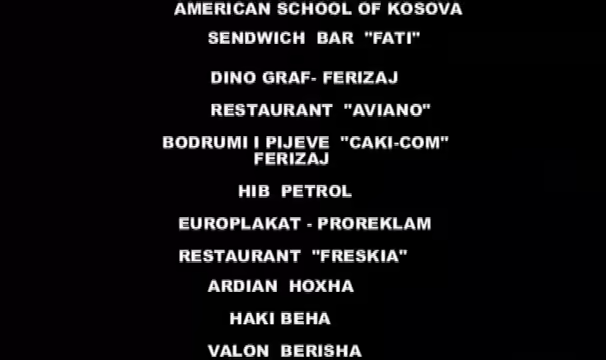 AMERICAN SCHOOL OF KOSOVA
SENDWICH BAR "FATI"
DINO GRAF- FERIZAJ
RESTAURANT "AVIANO"
BODRUMI I PIJEVE "CAKI-COM"
FERIZAJ
HIB PETROL
EUROPLAKAT - PROREKLAM
RESTAURANT "FRESKIA"
ARDIAN HOXHA
HAKI BEHA
VALON BERISHA